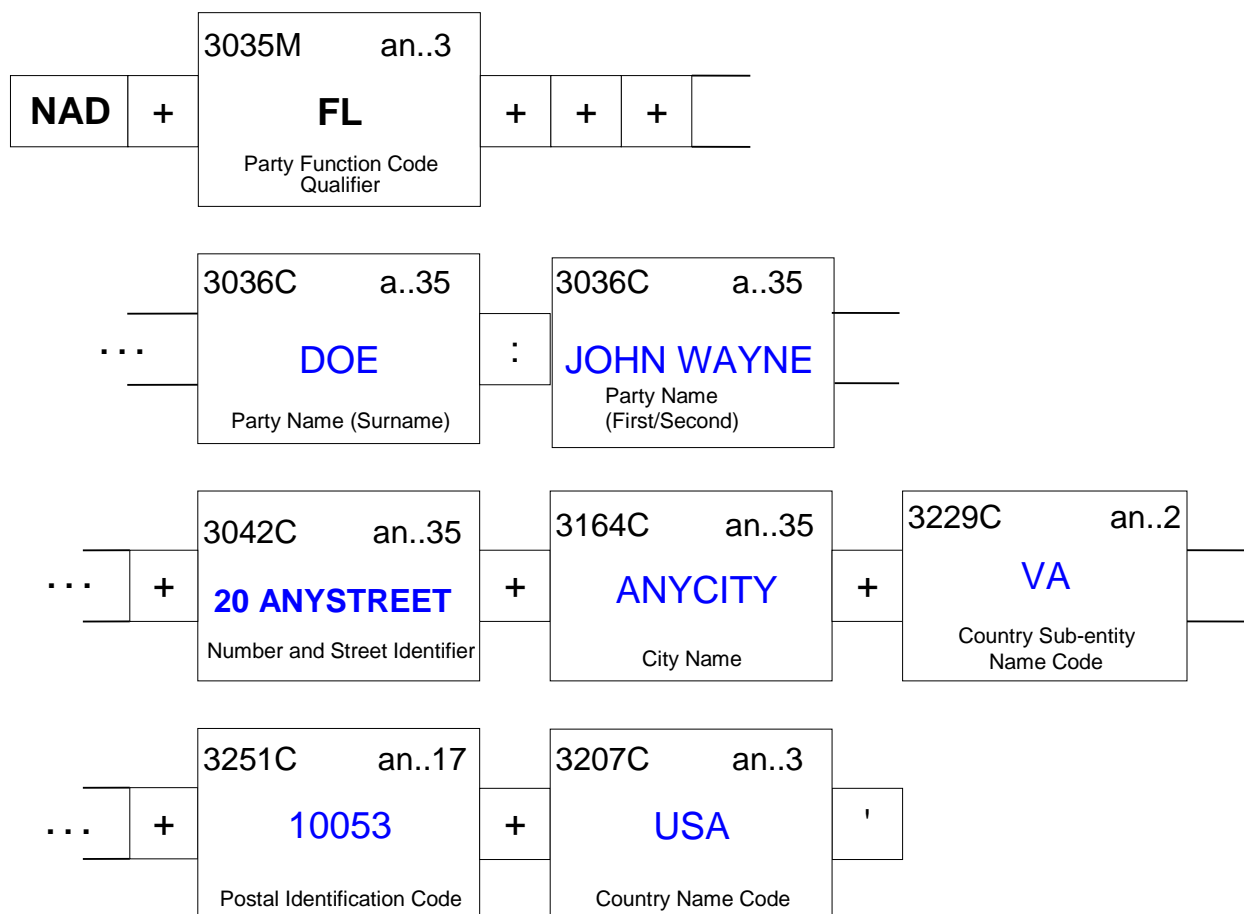 3035M an..3
NAD + FL + + +
Party Function Code
Qualifier
3036C a..35 3036C a..35
... DOE : JOHN WAYNE
Party Name (Surname) Party Name
(First/Second)
3042C an..35 3164C an..35 3229C an..2
... + 20 ANYSTREET + ANYCITY + VA
Number and Street Identifier City Name Country Sub-entity
Name Code
3251C an..17 3207C an..3
... + 10053 + USA '
Postal Identification Code Country Name Code